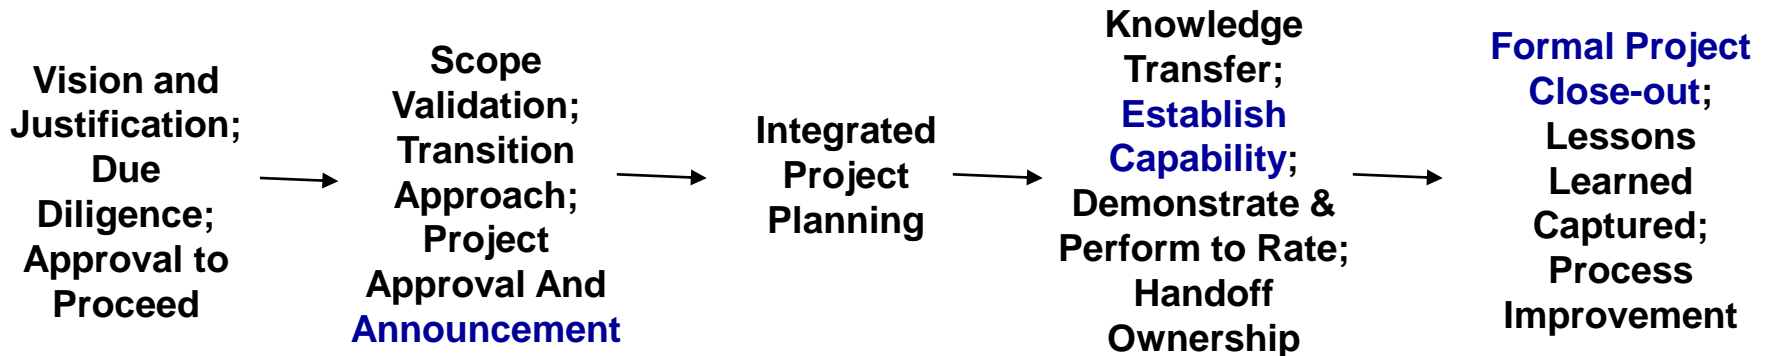 Vision and
Justification;
Due
Diligence;
Approval to
Proceed
Scope
Validation;
Transition
Approach;
Project
Approval And
Announcement
Integrated
Project
Planning
Knowledge
Transfer;
Establish
Capability;
Demonstrate &
Perform to Rate;
Handoff
Ownership
Formal Project
Close-out;
Lessons
Learned
Captured;
Process
Improvement